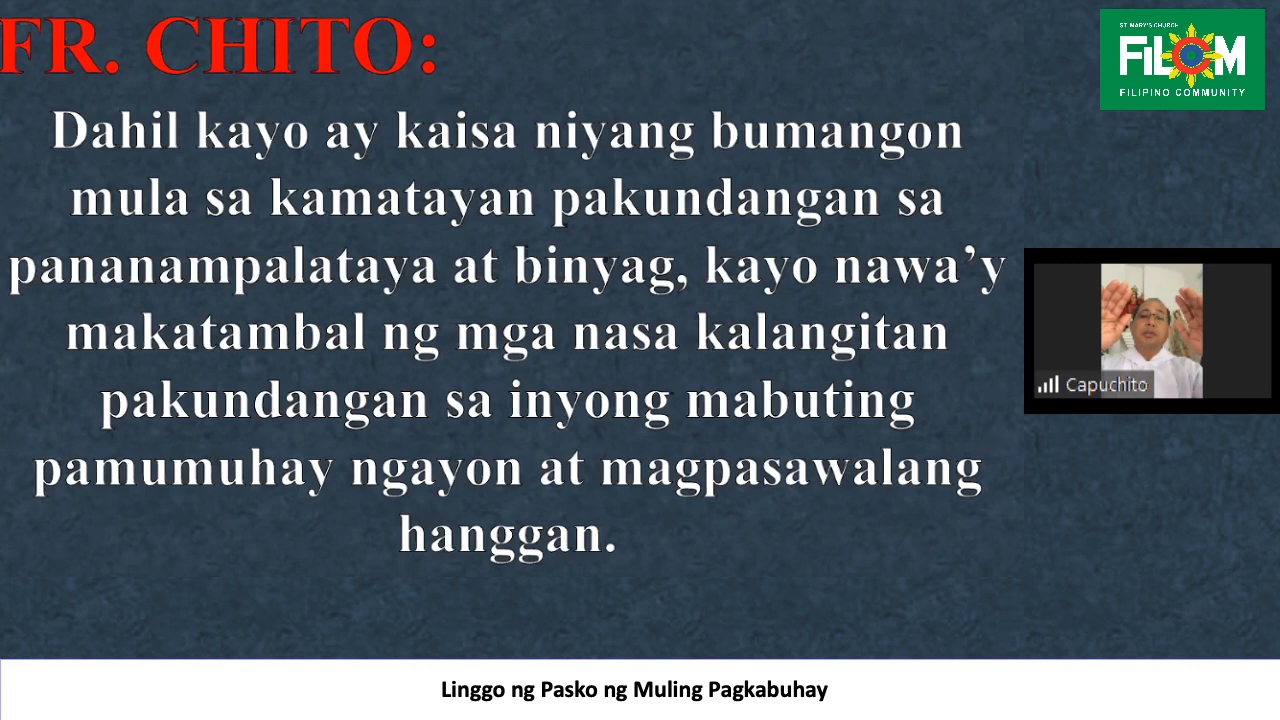 FR. CHITO:
Dahil kayo ay kaisa niyang bumangon
mula sa kamatayan pakundangan sa
pananampalataya at binyag, kayo nawa’y
makatambal ng mga nasa kalangitan
pakundangan sa inyong mabuting
pamumuhay ngayon at magpasawalang
hanggan.
ST MARY'S CHURCH
FILCOM
FILIPINO COMMUNITY
Capuchito
Linggo ng Pasko ng Muling Pagkabuhay